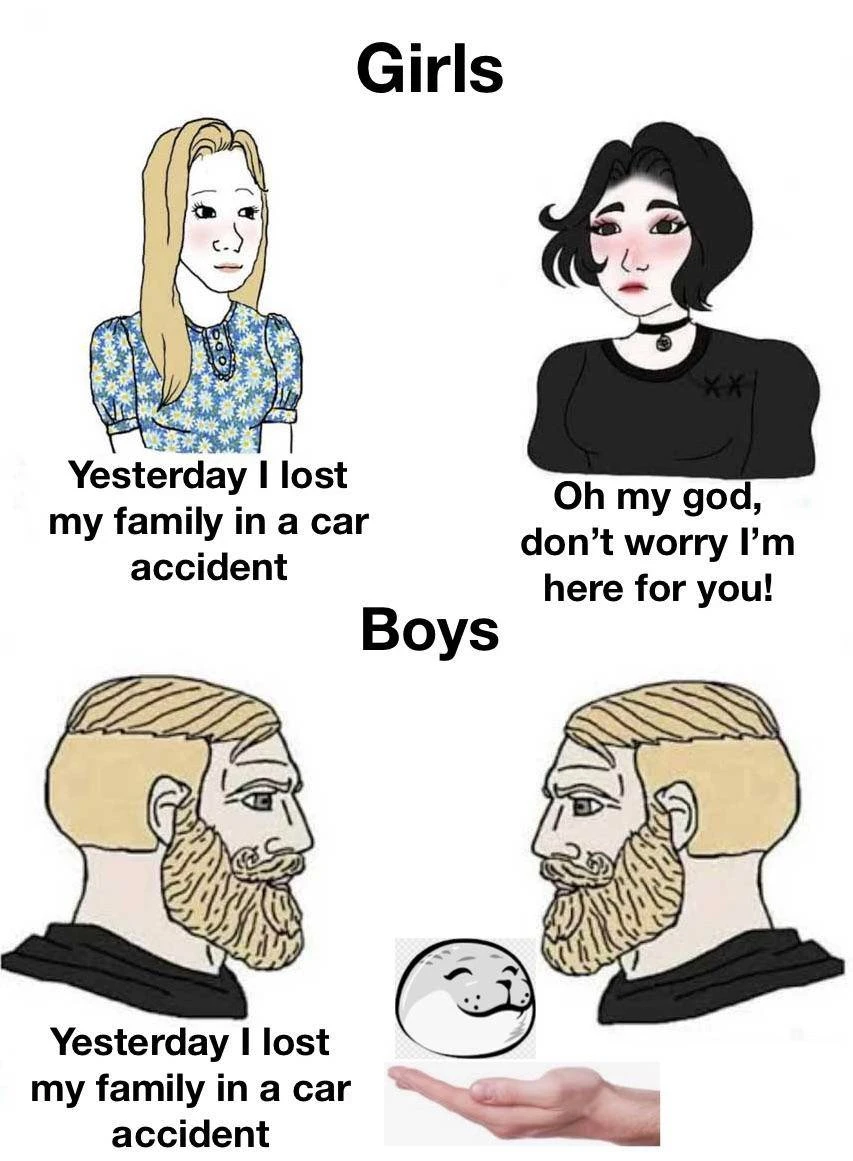 Girls
Yesterday I lost
my family in a car
accident
Oh my god,
don’t worry I’m
here for you!
Boys
Yesterday I lost
my family in a car
accident